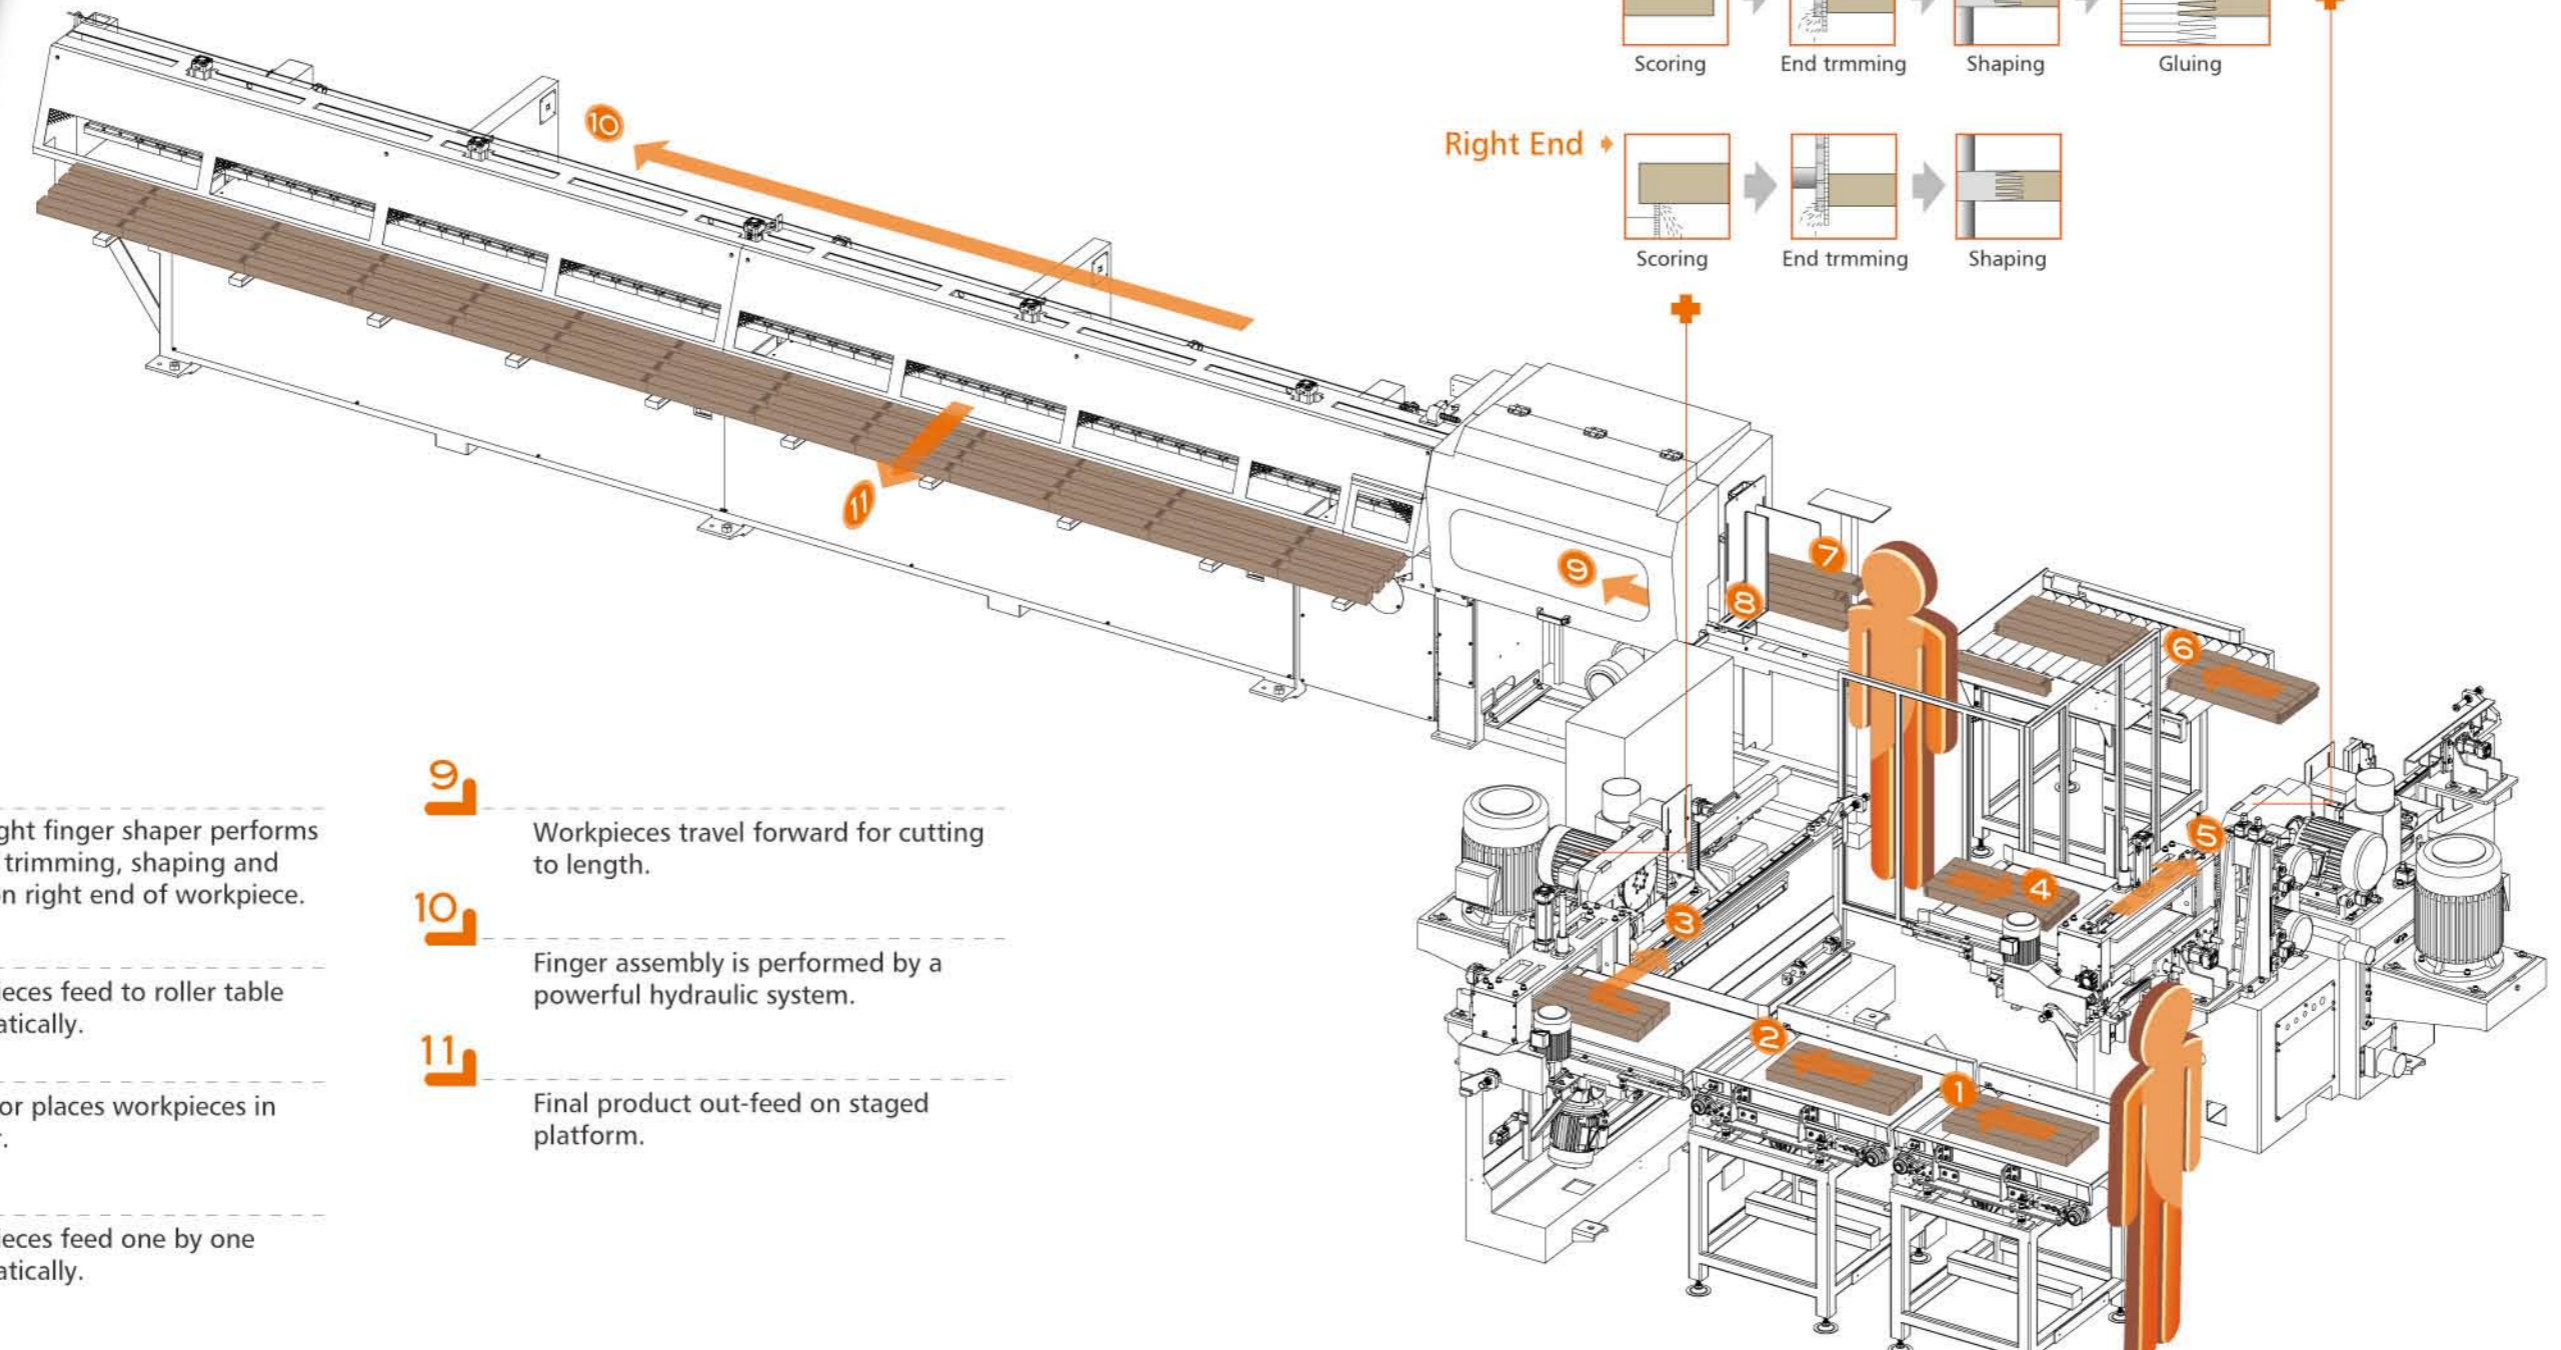 Scoring
End trmming
Shaping
Gluing
Right End
Scoring
End trmming
Shaping
10
11
9
7
8
6
5
4
3
2
1
ght finger shaper performs
trimming, shaping and
n right end of workpiece.
ieces feed to roller table
atically.
or places workpieces in
r.
ieces feed one by one
atically.
9
Workpieces travel forward for cutting
to length.
10
Finger assembly is performed by a
powerful hydraulic system.
11
Final product out-feed on staged
platform.